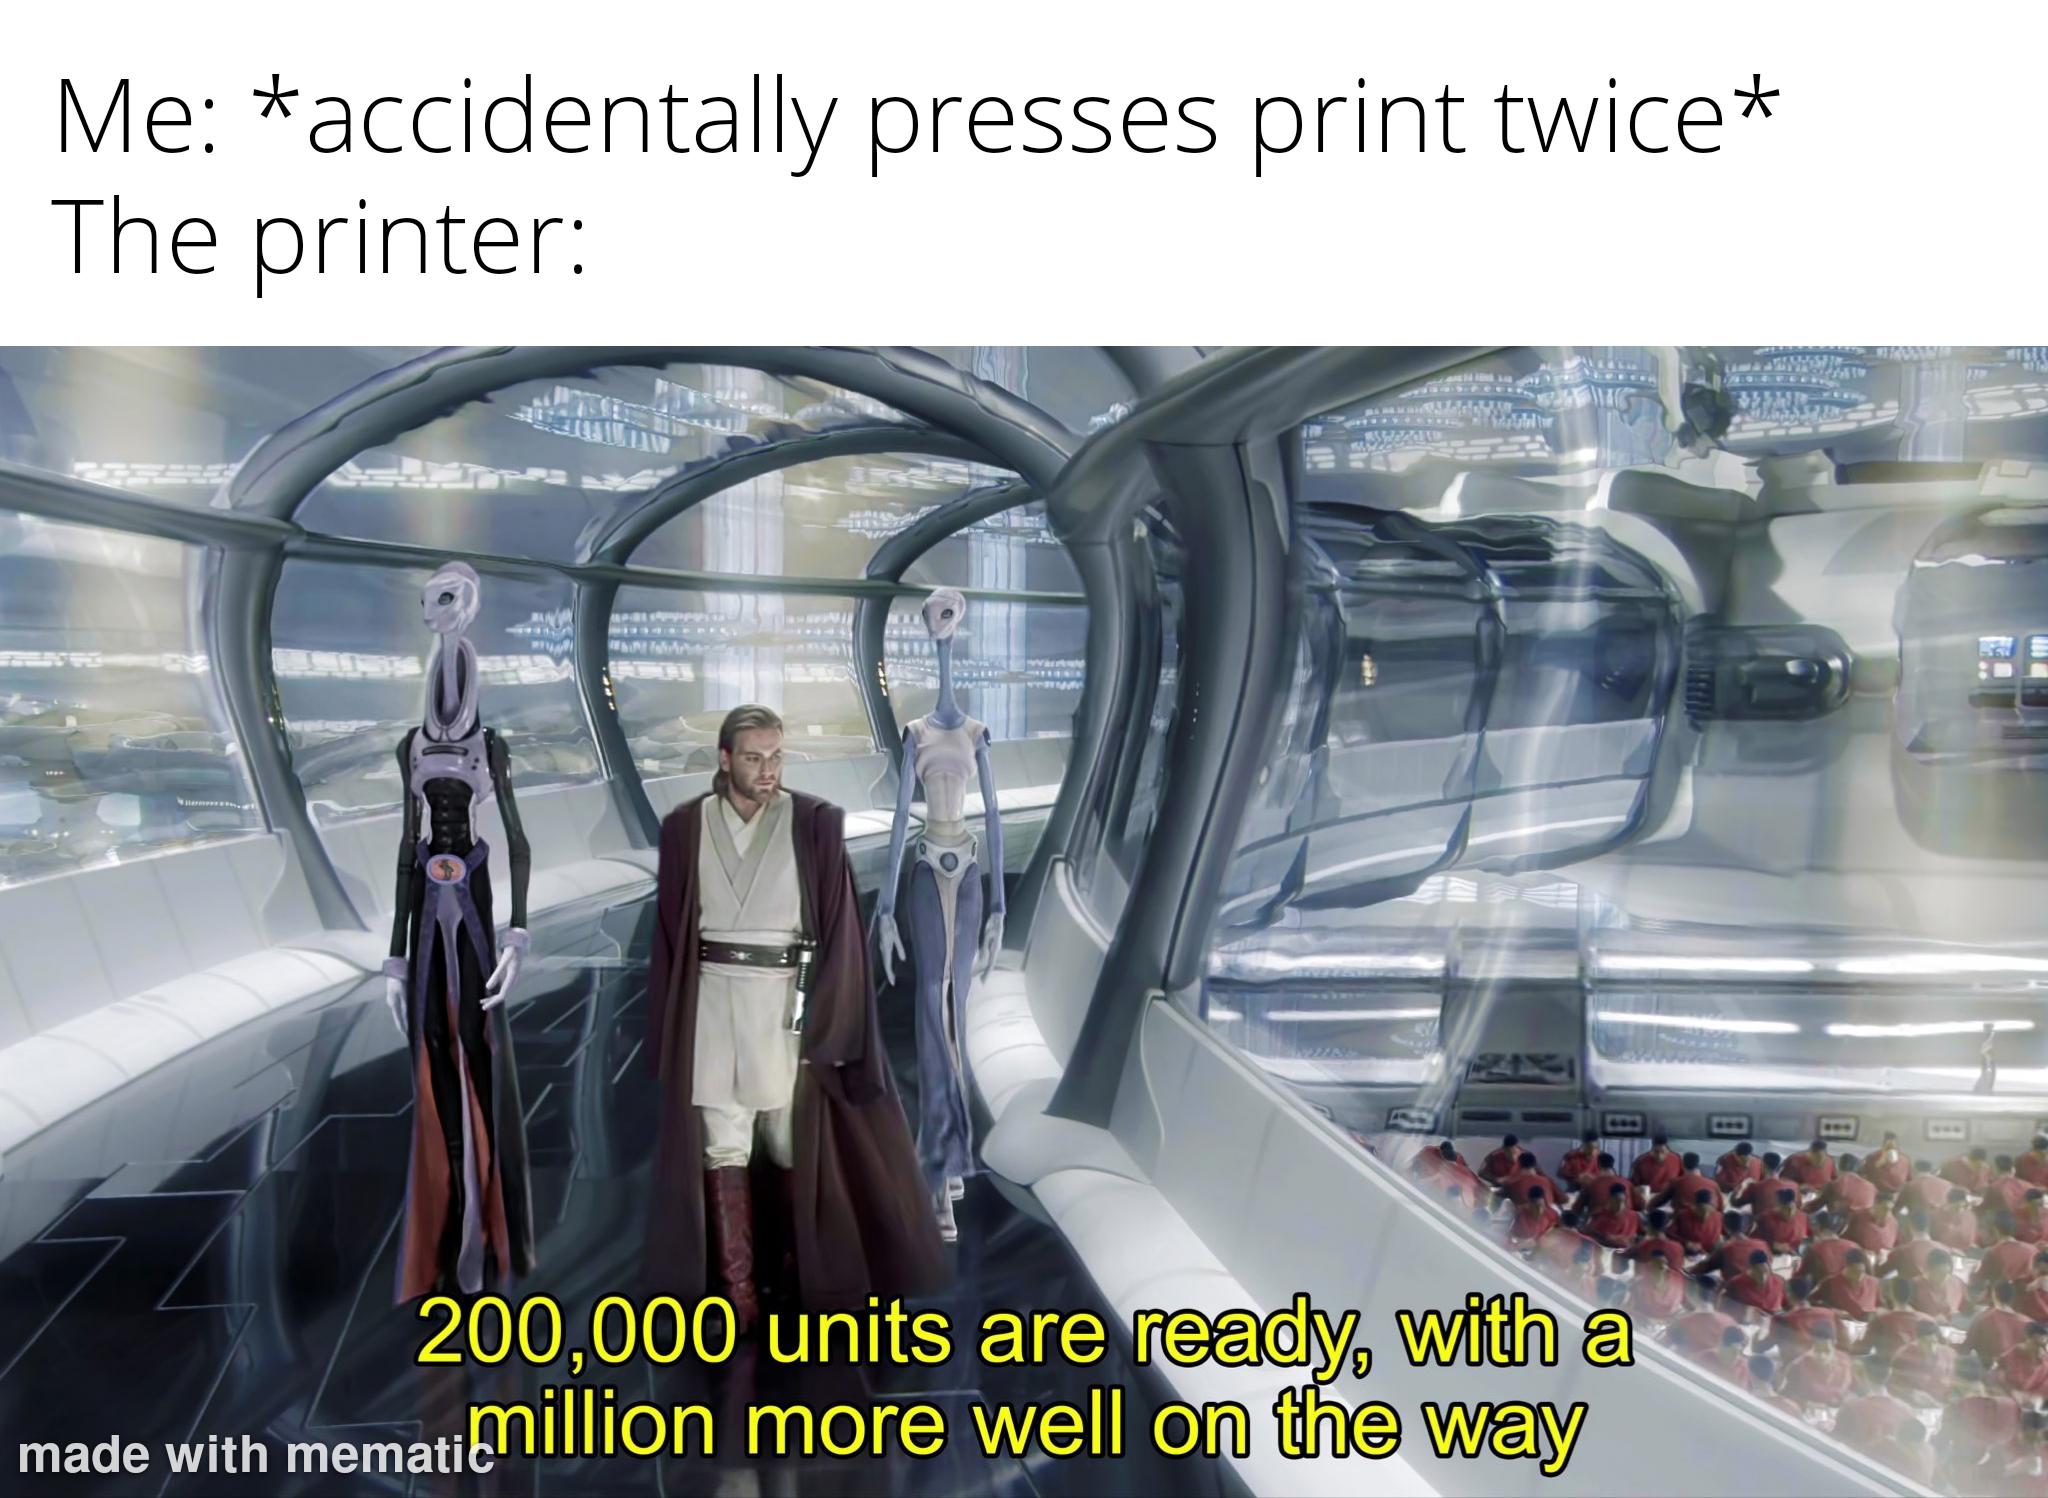 Me: *accidentally presses print twice*
The printer:
200,000 units are ready, with a
million more well on the way
made with mematic